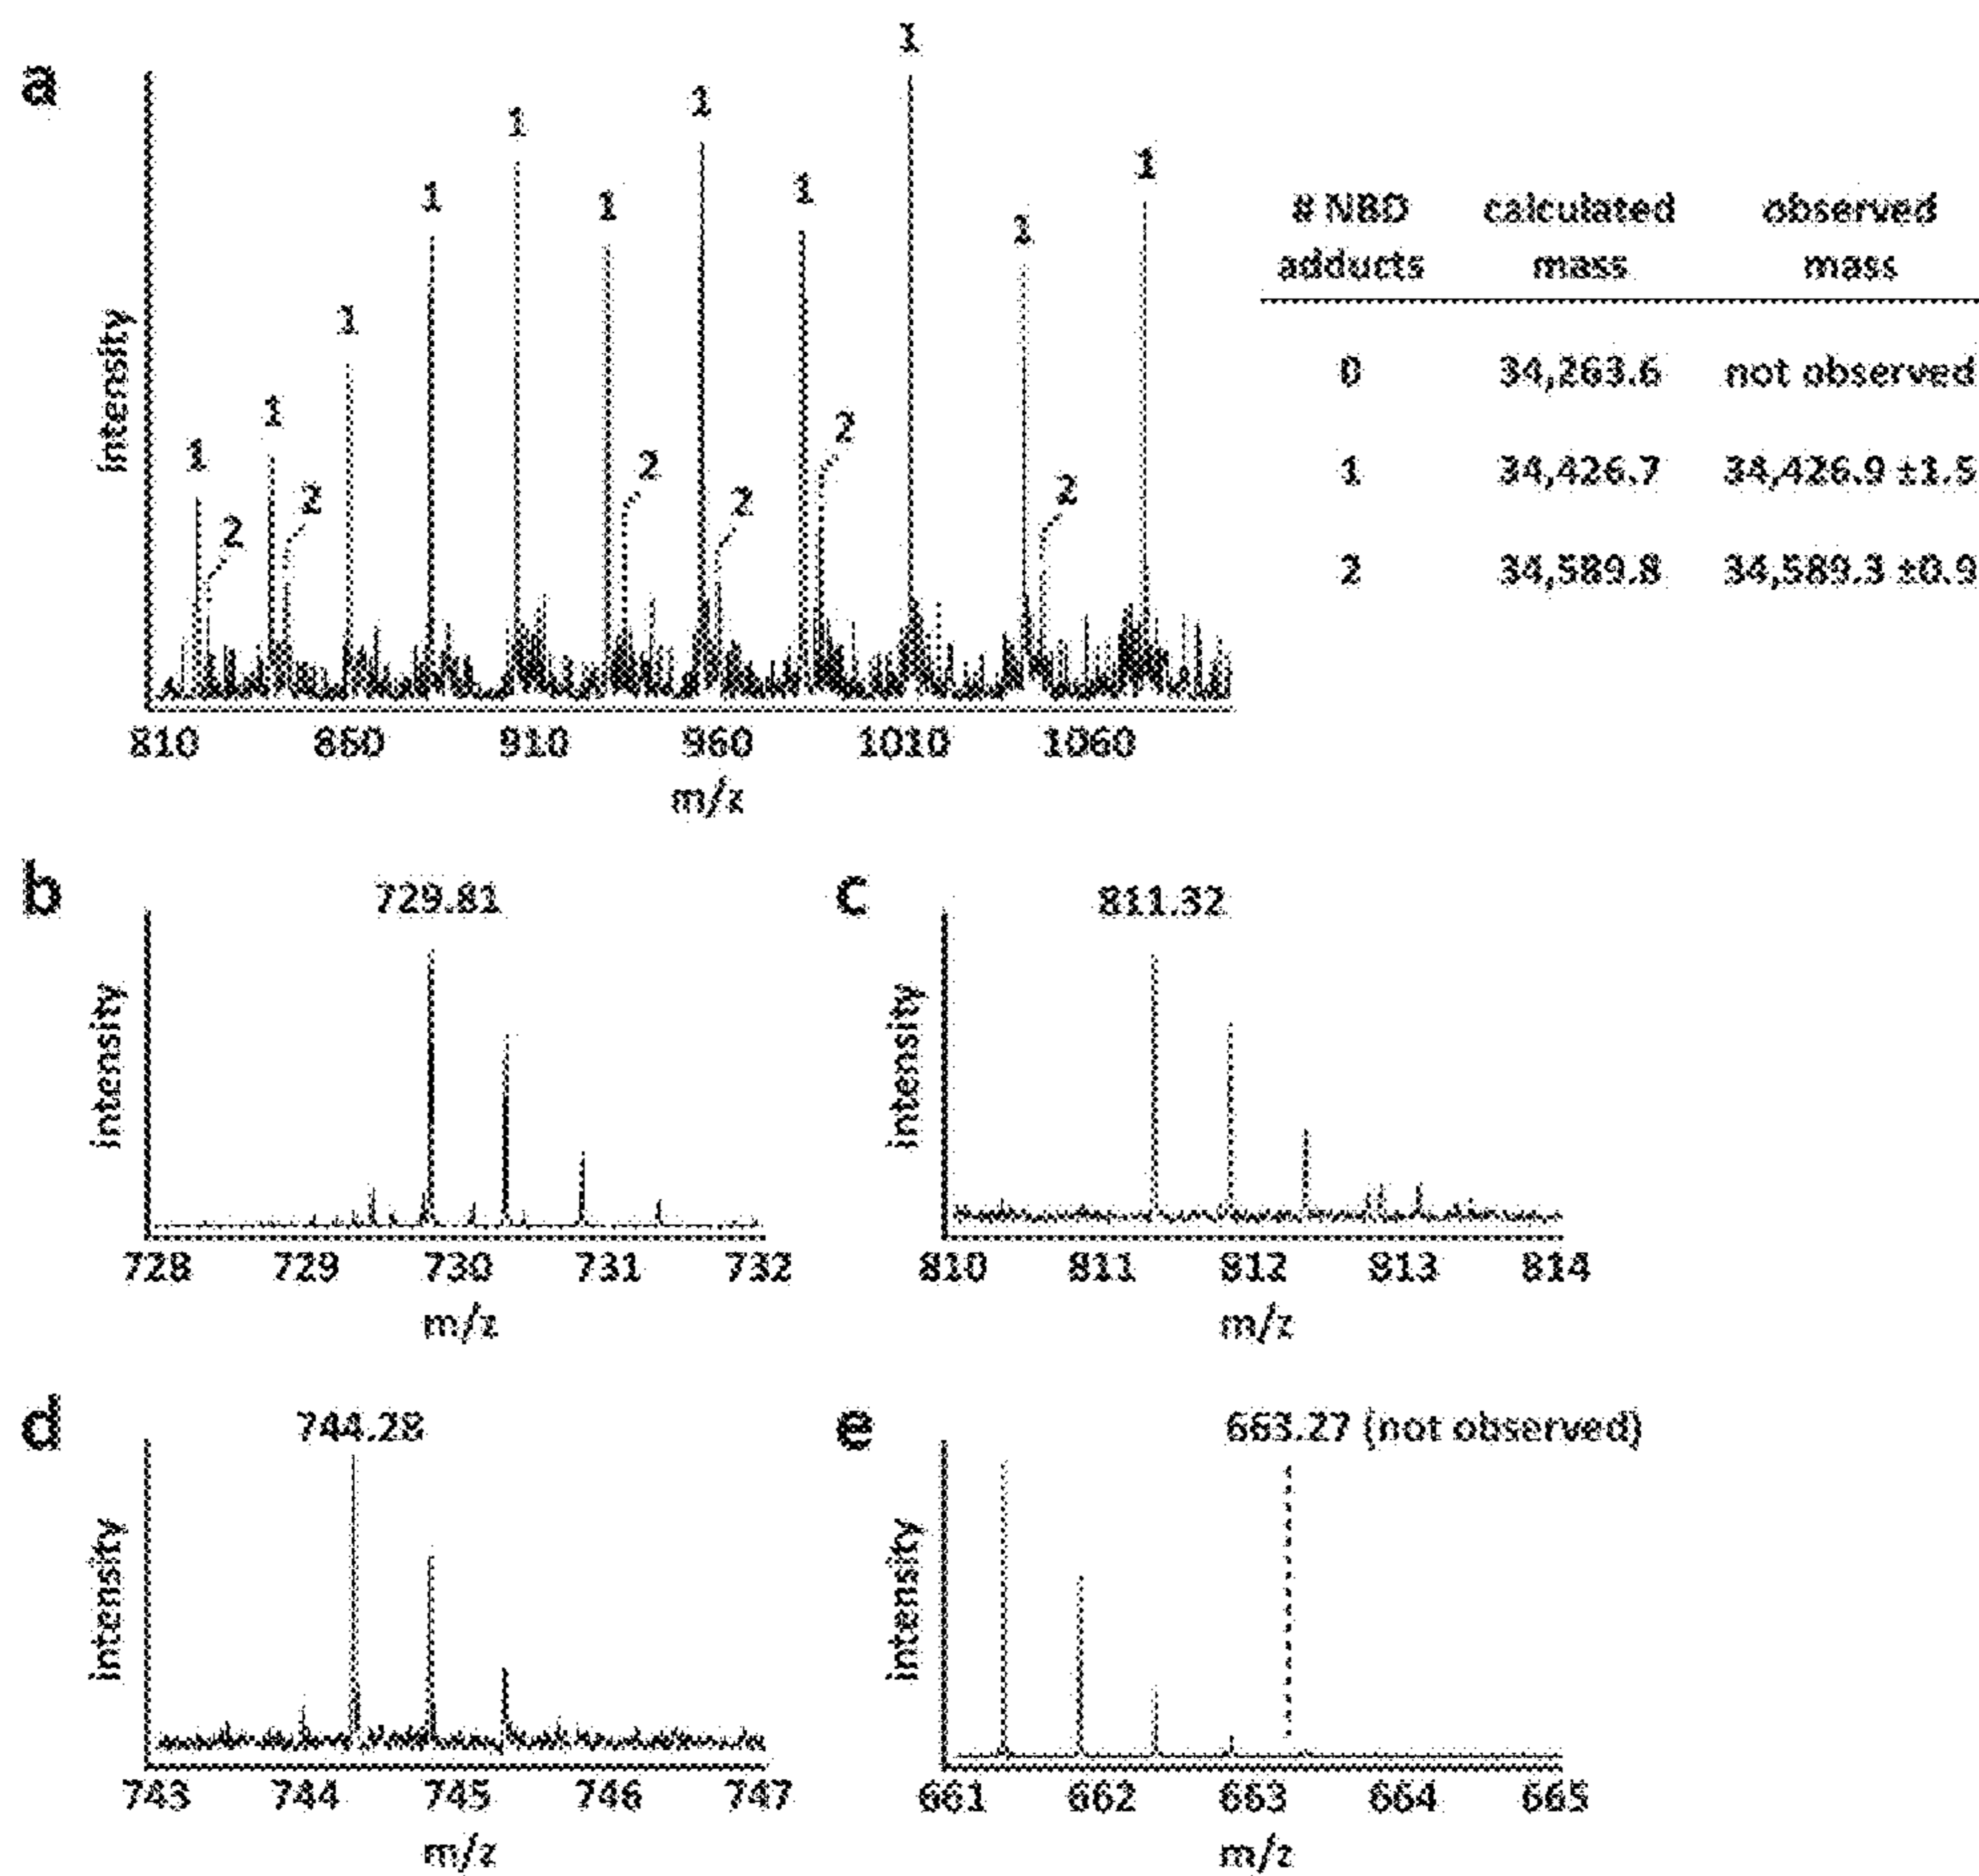 a
1
1
1
1
1
1
1
1
1
1
1
2
2
2
2
2
2
intensity
810 860 910 960 1010 1060
m/z
# NBD calculated observed
adducts mass mass
0 34,263.6 not observed
1 34,426.7 34,426.9 ±1.5
2 34,589.8 34,589.3 ±0.9
b
729.81
intensity
728 729 730 731 732
m/z
c
811.32
intensity
810 811 812 813 814
m/z
d
744.28
intensity
743 744 745 746 747
m/z
e
663.27 (not observed)
intensity
661 662 663 664 665
m/z